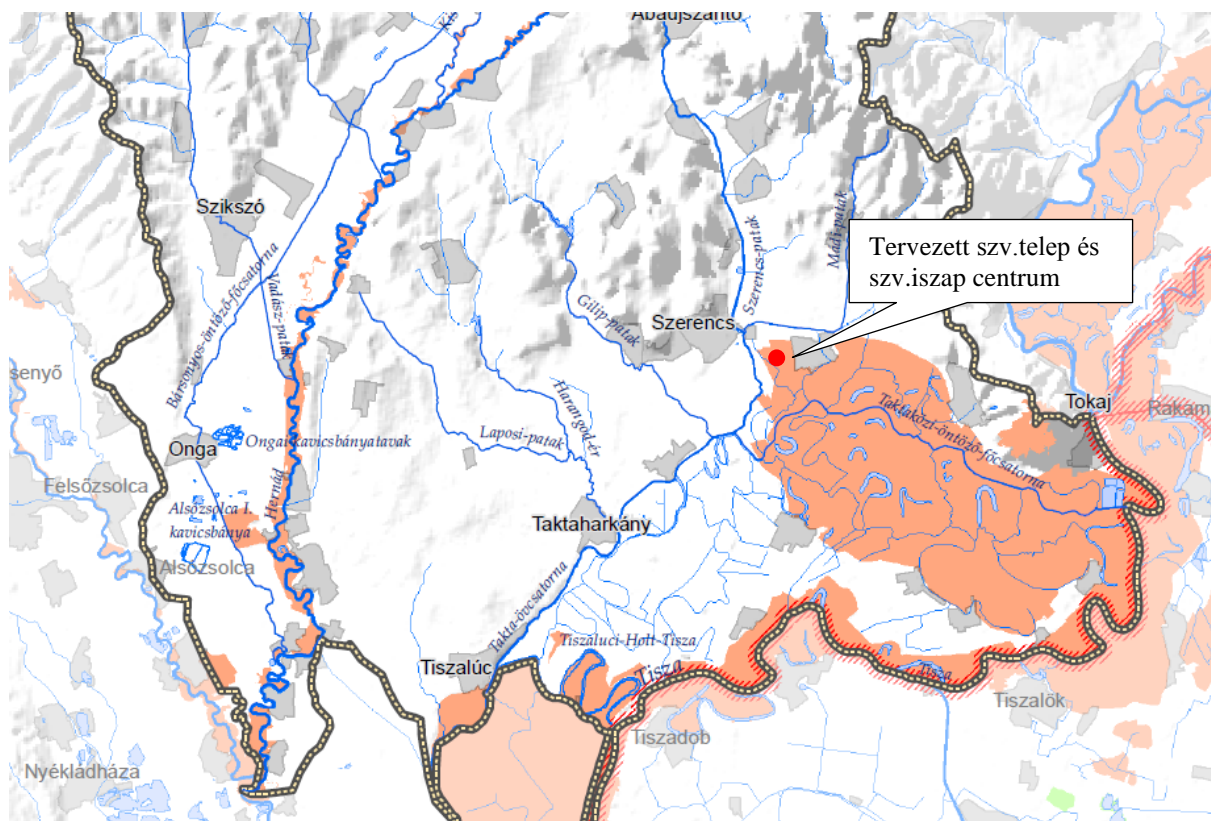 Abaújszántó
Szikszó
Bársonyos-öntöző-főcsatorna
Vadász-patak
Gilip-patak
Szerencs-patak
Mádi-patak
Tervezett szv.telep és
szv.iszap centrum
Szerencs
senyő
Harangod-ér
Taktaközi-öntöző-főcsatorna
Tokaj
Rakam
Onga
Ongai kavicsbányatavak
Laposi-patak
Felsőzsolca
Hernád
Alsózsolca I.
kavicsbánya
Taktaharkány
Alsózsolca
Takta-övcsatorna
Tiszalúc
Tiszalúci-Holt-Tisza
Tisza
Tisza
Tiszalök
Tiszadob
Nyékládháza